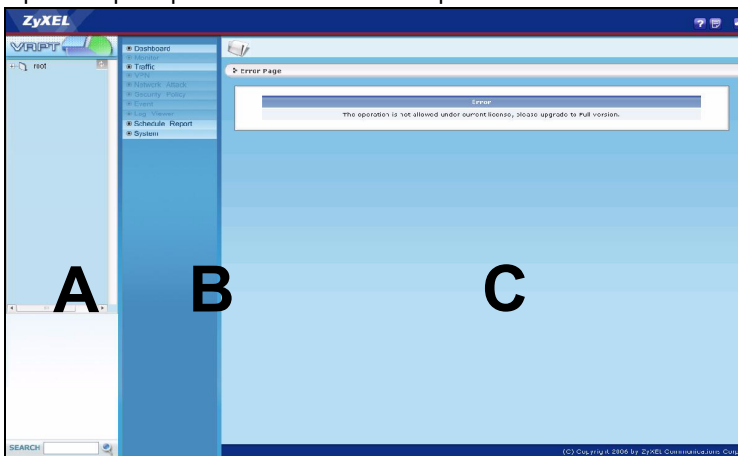 ZyXEL
VRPT
root
Dashboard
Monitor
Traffic
VPN
Network Attack
Security Policy
Event
Log Viewer
Schedule Report
System
Error Page
Error
The operation is not allowed under current license, please upgrade to Full version.
A
B
C
SEARCH
(C) Copyright 2006 by ZyXEL Communications Corp